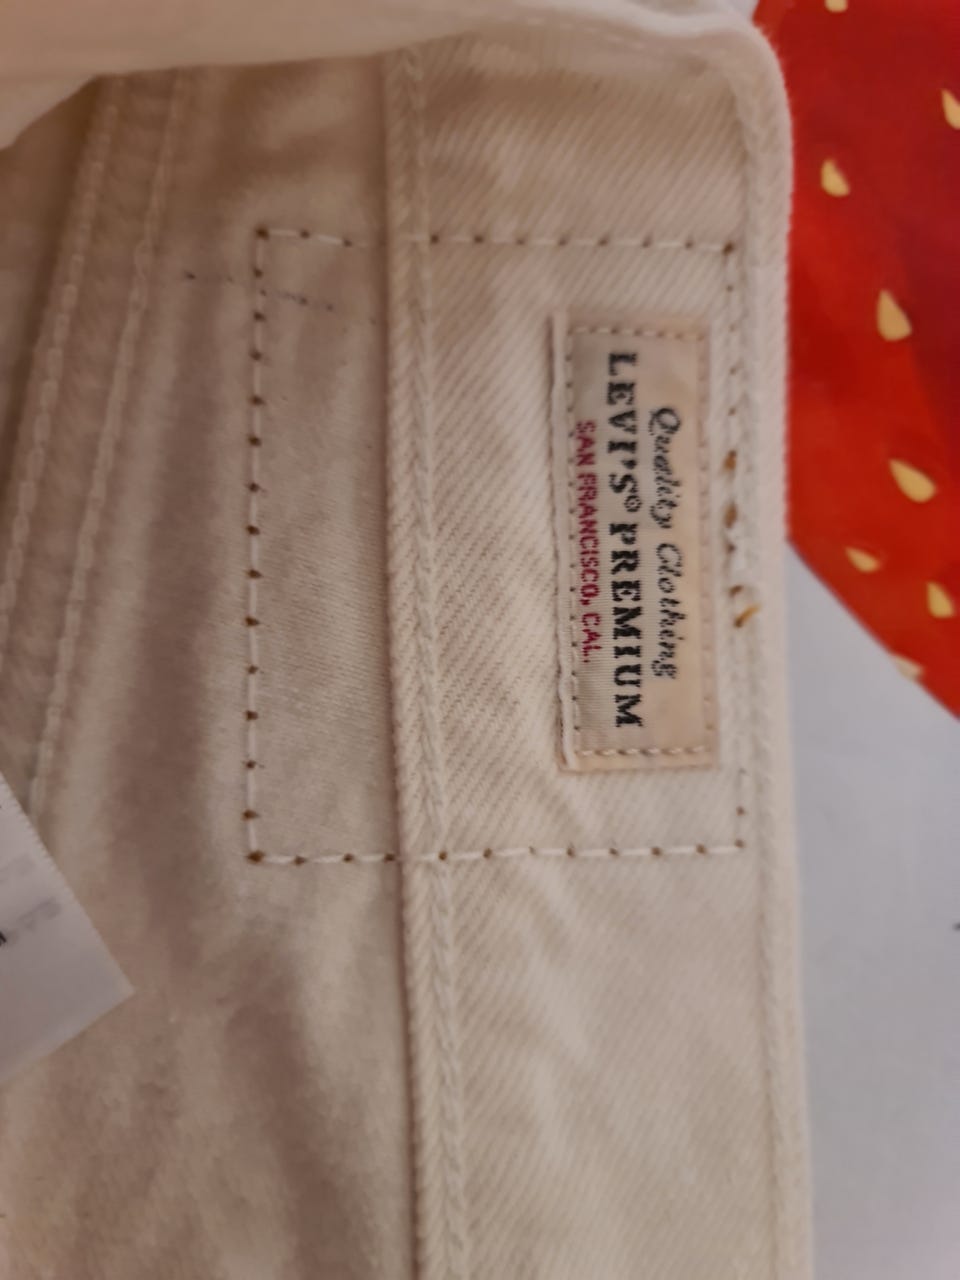 Quality Clothing
LEVI'S® PREMIUM
SAN FRANCISCO, CAL.